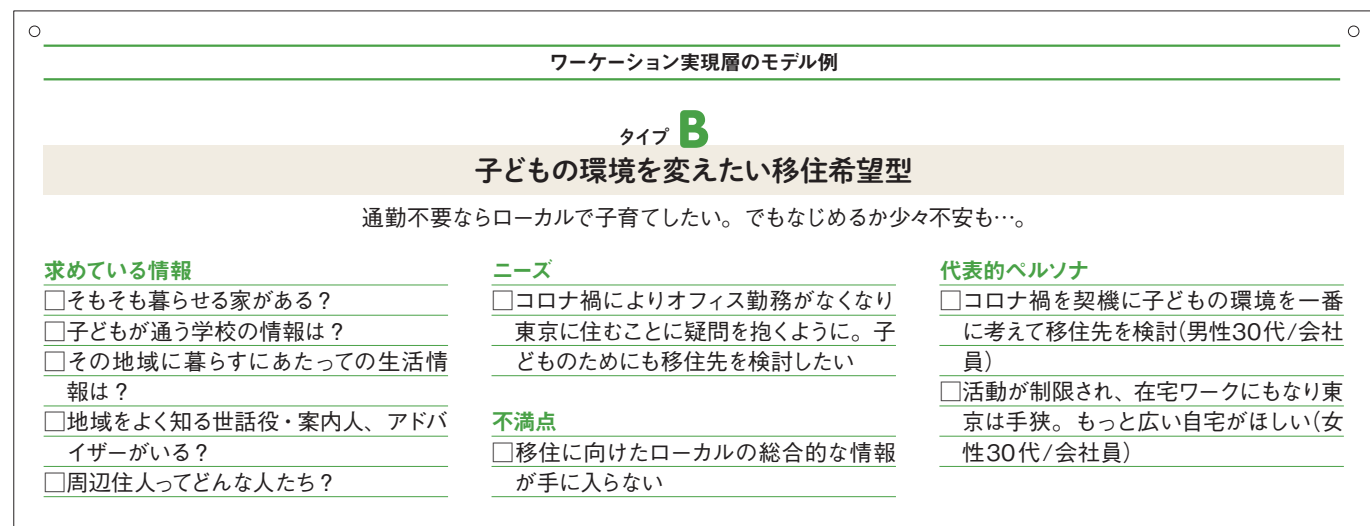 ワーケーション実現層のモデル例
タイプ B
子どもの環境を変えたい移住希望型
通勤不要ならローカルで子育てしたい。でもなじめるか少々不安も…。
求めている情報
□そもそも暮らせる家がある？
□子どもが通う学校の情報は？
□その地域に暮らすにあたっての生活情
報は？
□地域をよく知る世話役・案内人、アドバ
イザーがいる？
□周辺住人ってどんな人たち？
ニーズ
□コロナ禍によりオフィス勤務がなくなり
東京に住むことに疑問を抱くように。子
どものためにも移住先を検討したい
不満点
□移住に向けたローカルの総合的な情報
が手に入らない
代表的ペルソナ
□コロナ禍を契機に子どもの環境を一番
に考えて移住先を検討(男性30代/会社
員)
□活動が制限され、在宅ワークにもなり東
京は手狭。もっと広い自宅がほしい(女
性30代/会社員)